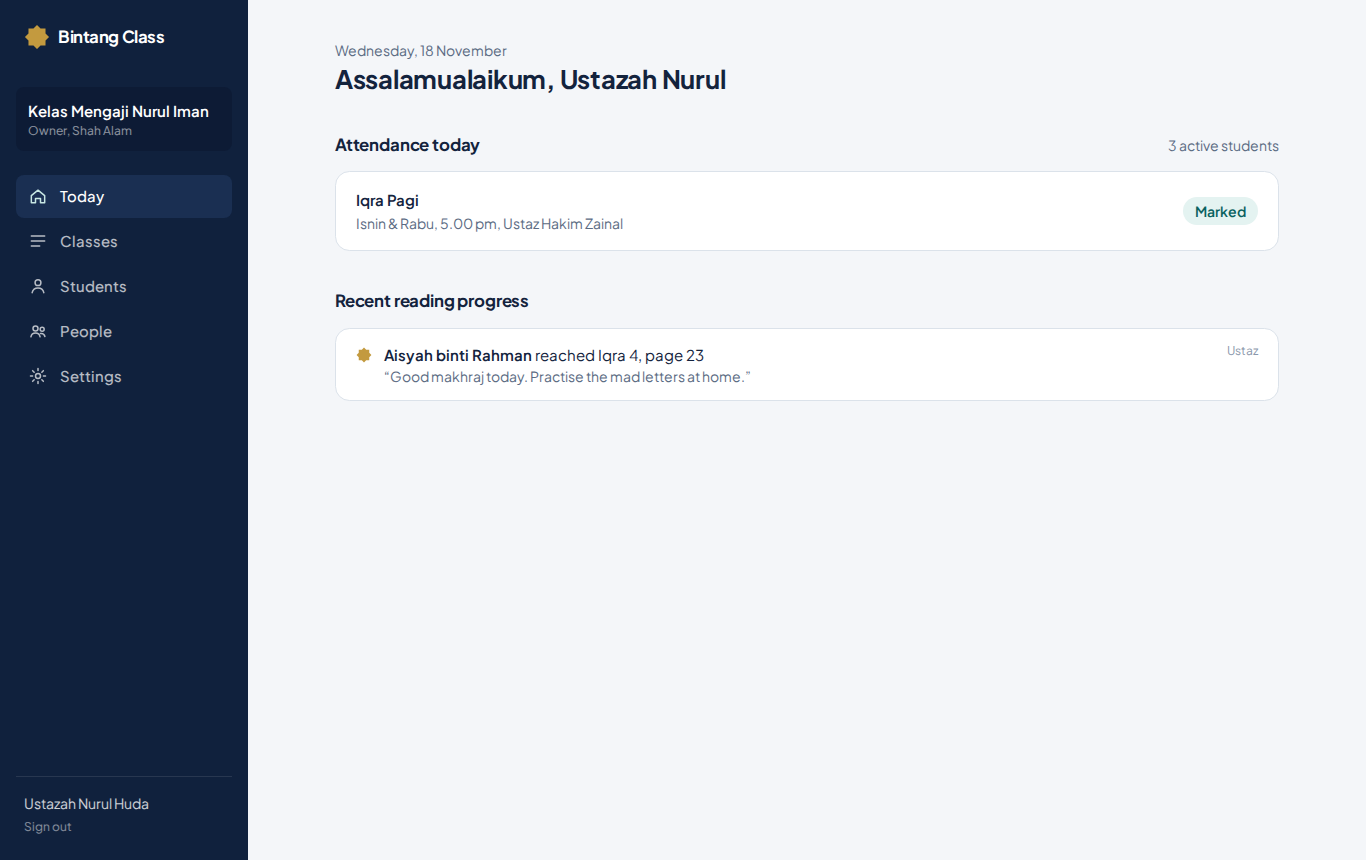 Bintang Class
Kelas Mengaji Nurul Iman
Owner, Shah Alam
Today
Classes
Students
People
Settings
Ustazah Nurul Huda
Sign out
Wednesday, 18 November
Assalamualaikum, Ustazah Nurul
Attendance today
3 active students
Iqra Pagi
Isnin & Rabu, 5.00 pm, Ustaz Hakim Zainal
Marked
Recent reading progress
Aisyah binti Rahman reached Iqra 4, page 23
Ustaz
“Good makhraj today. Practise the mad letters at home.”